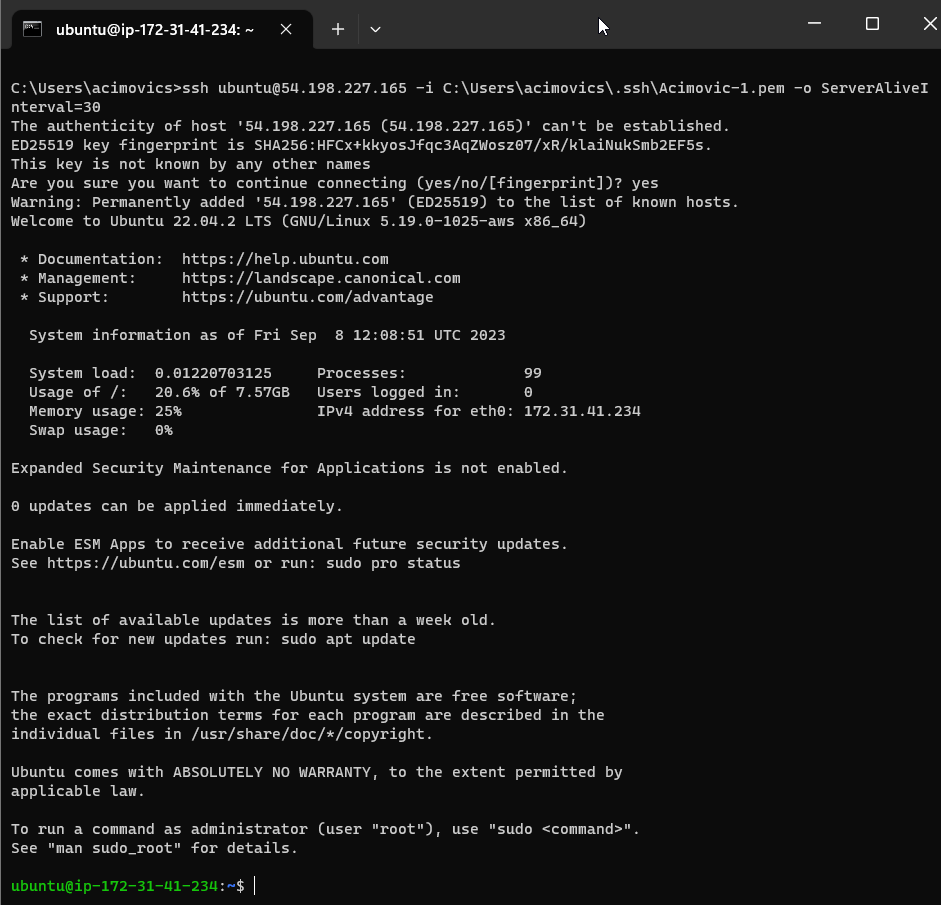 ubuntu@ip-172-31-41-234: ~
C:\Users\acimovics>ssh ubuntu@54.198.227.165 -i C:\Users\acimovics\.ssh\Acimovic-1.pem -o ServerAliveI
nterval=30
The authenticity of host '54.198.227.165 (54.198.227.165)' can't be established.
ED25519 key fingerprint is SHA256:HFCx+kkyosJfqc3AqZWosz07/xR/klaiNukSmb2EF5s.
This key is not known by any other names
Are you sure you want to continue connecting (yes/no/[fingerprint])? yes
Warning: Permanently added '54.198.227.165' (ED25519) to the list of known hosts.
Welcome to Ubuntu 22.04.2 LTS (GNU/Linux 5.19.0-1025-aws x86_64)

 * Documentation:  https://help.ubuntu.com
 * Management:     https://landscape.canonical.com
 * Support:        https://ubuntu.com/advantage

  System information as of Fri Sep  8 12:08:51 UTC 2023

  System load:  0.01220703125     Processes:             99
  Usage of /:   20.6% of 7.57GB   Users logged in:       0
  Memory usage: 25%               IPv4 address for eth0: 172.31.41.234
  Swap usage:   0%

Expanded Security Maintenance for Applications is not enabled.

0 updates can be applied immediately.

Enable ESM Apps to receive additional future security updates.
See https://ubuntu.com/esm or run: sudo pro status

The list of available updates is more than a week old.
To check for new updates run: sudo apt update

The programs included with the Ubuntu system are free software;
the exact distribution terms for each program are described in the
individual files in /usr/share/doc/*/copyright.

Ubuntu comes with ABSOLUTELY NO WARRANTY, to the extent permitted by
applicable law.

To run a command as administrator (user "root"), use "sudo <command>".
See "man sudo_root" for details.

ubuntu@ip-172-31-41-234:~$